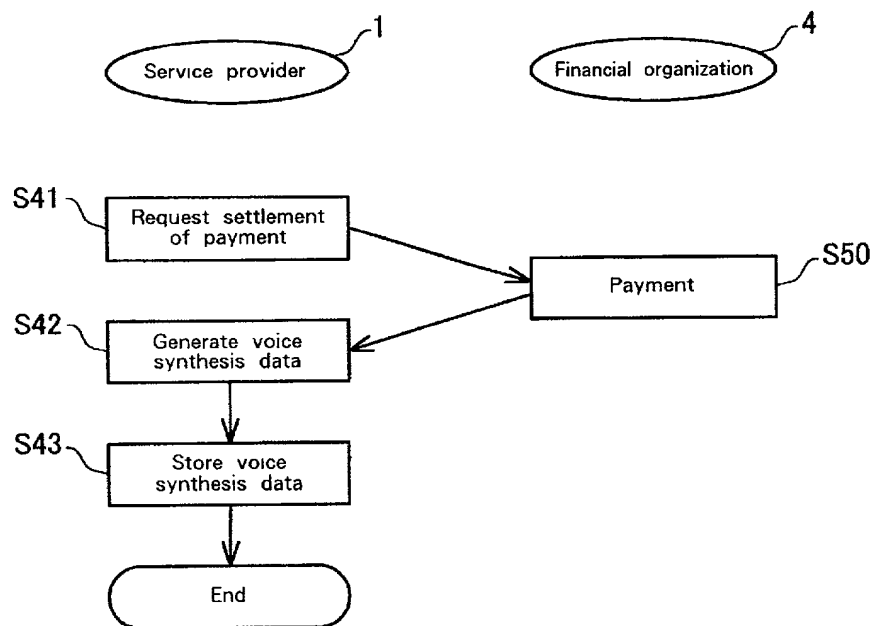 1
4
Service provider
Financial organization
S41
Request settlement
of payment
S50
Payment
S42
Generate voice
synthesis data
S43
Store voice
synthesis data
End